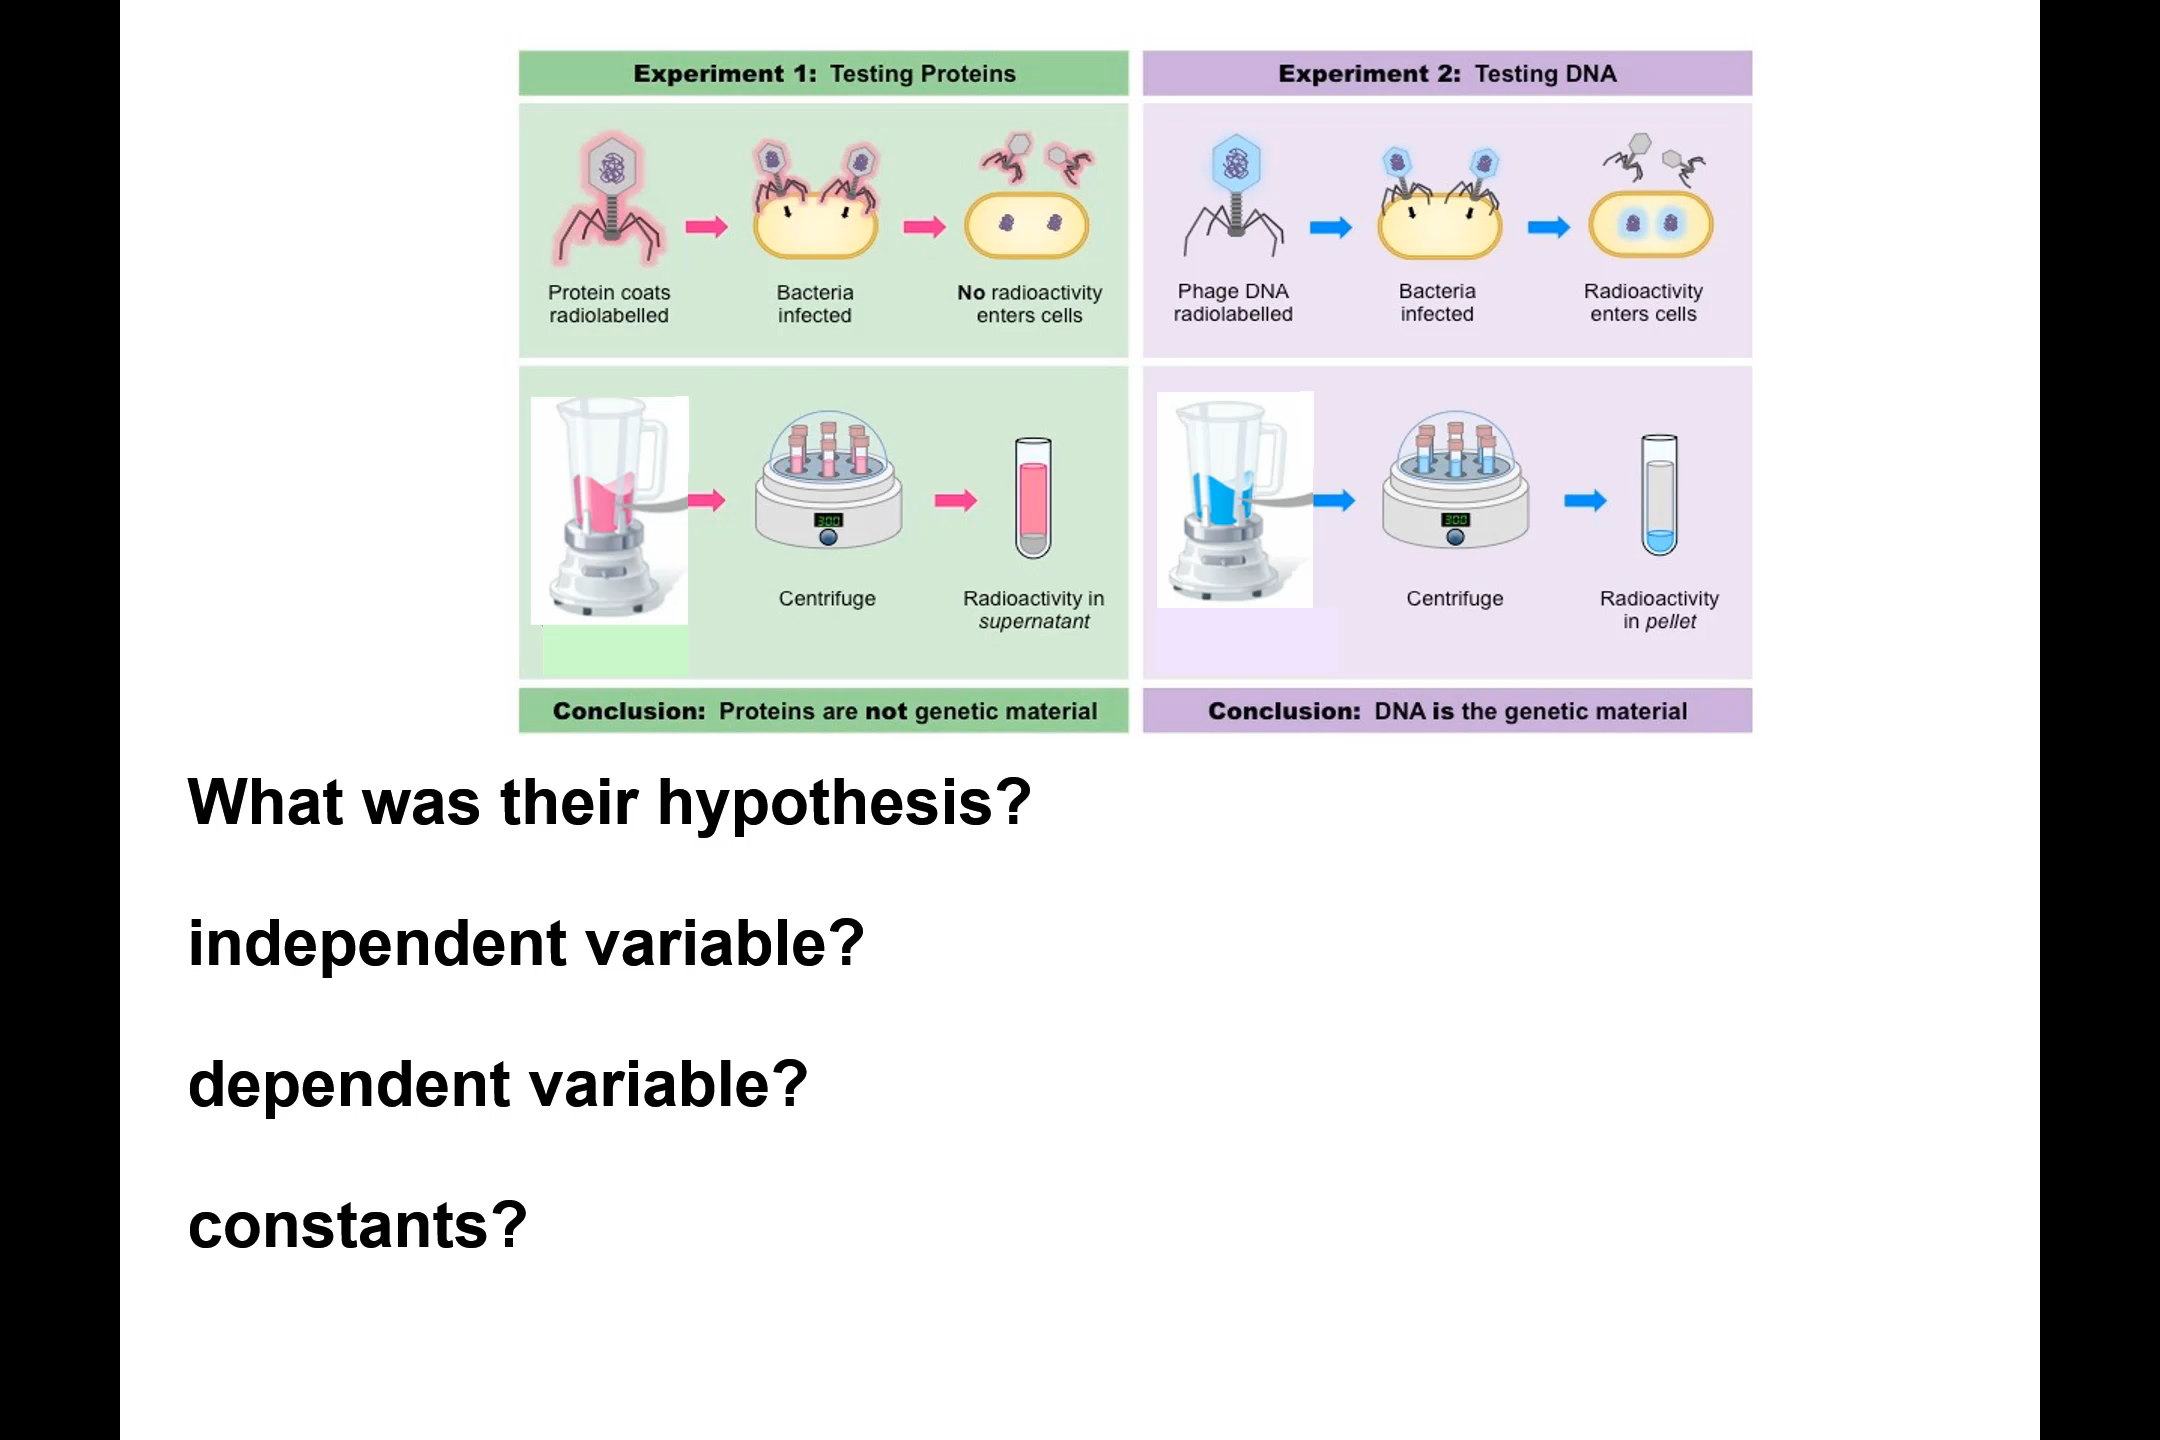 Experiment 1: Testing Proteins
Protein coats
radiolabelled
Bacteria
infected
No radioactivity
enters cells
300
Centrifuge
Radioactivity in
supernatant
Conclusion: Proteins are not genetic material
Experiment 2: Testing DNA
Phage DNA
radiolabelled
Bacteria
infected
Radioactivity
enters cells
300
Centrifuge
Radioactivity
in pellet
Conclusion: DNA is the genetic material
What was their hypothesis?
independent variable?
dependent variable?
constants?